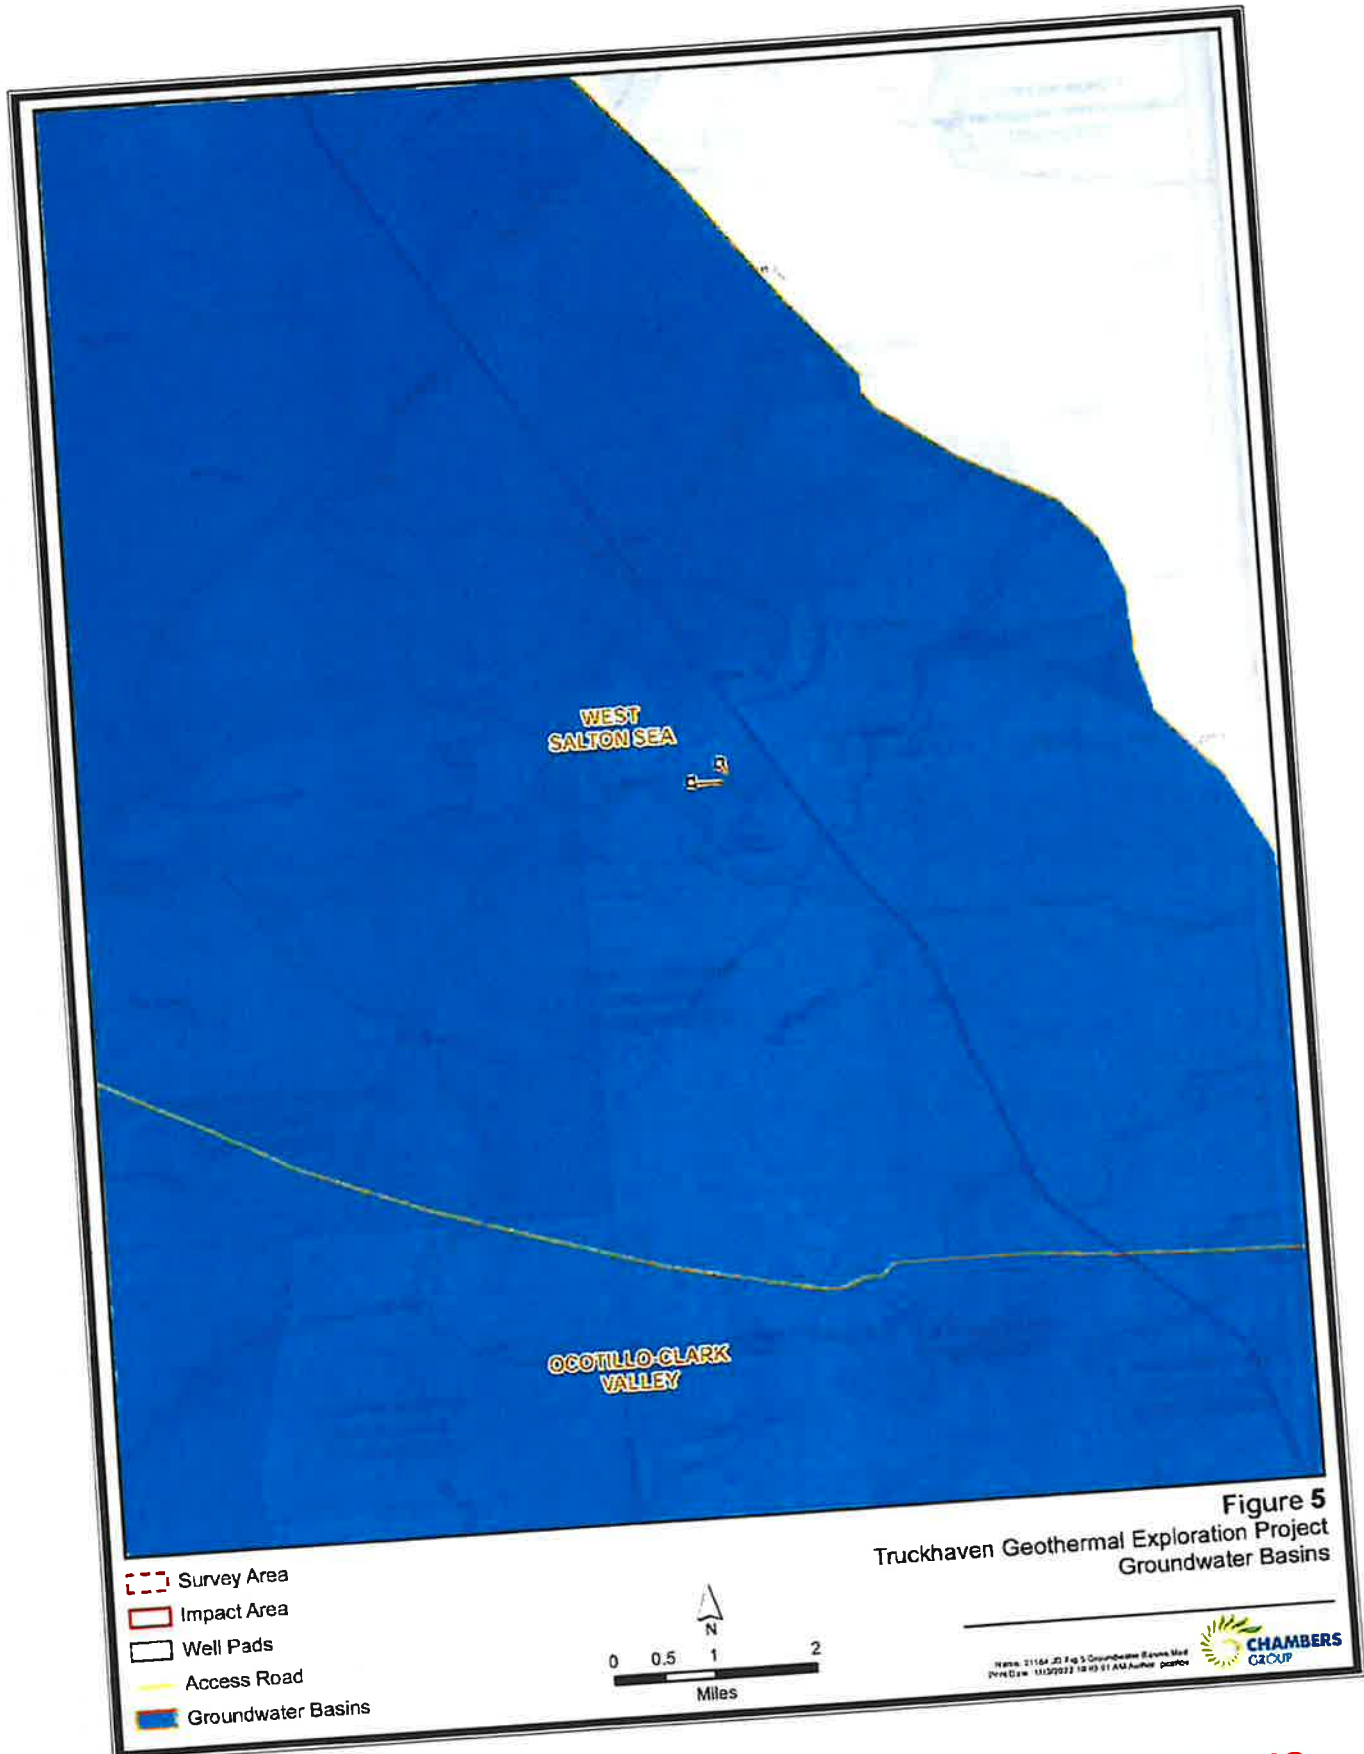 WEST
SALTON SEA
OCOTILLO-CLARK
VALLEY
Figure 5
Truckhaven Geothermal Exploration Project
Groundwater Basins
Survey Area
Impact Area
Well Pads
Access Road
Groundwater Basins
N
0 0.5 1 2
Miles
CHAMBERS
GROUP